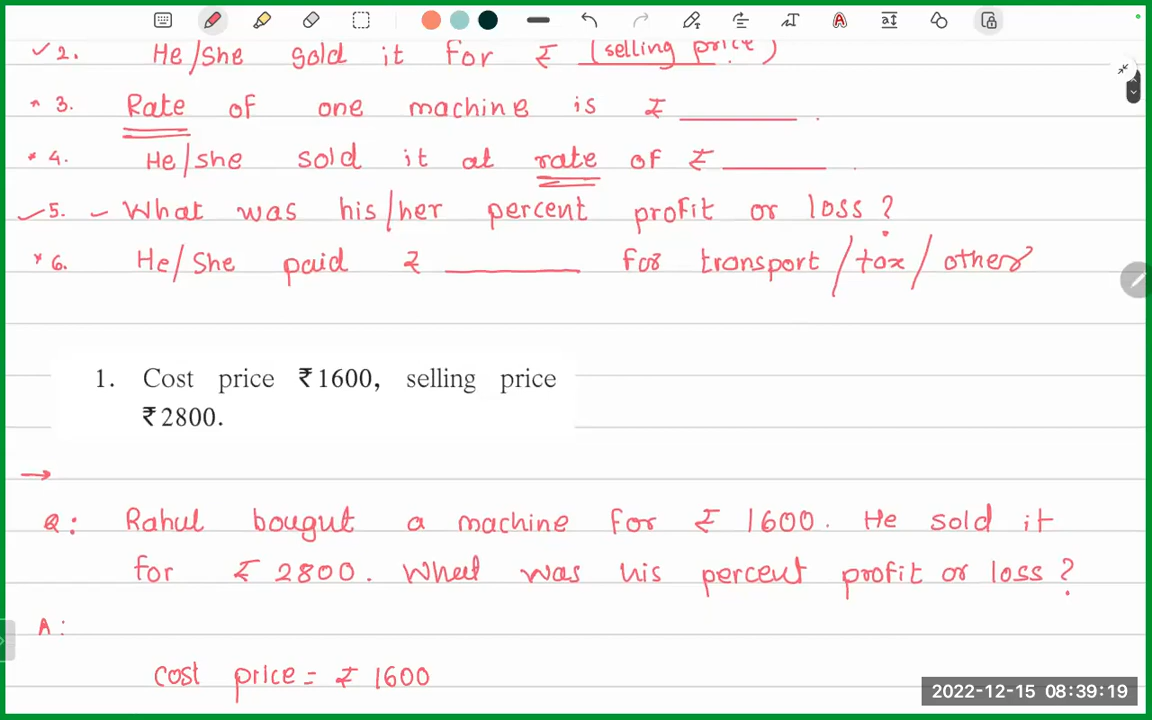 2. He/She sold it for ₹ (selling price)
3. Rate of one machine is ₹ ______.
4. He/she sold it at rate of ₹ ______.
5. - What was his/her percent profit or loss?
6. He/She paid ₹ ______ for transport/tax/other
1. Cost price ₹1600, selling price
₹2800.
→
Q: Rahul bougut a machine for ₹ 1600. He sold it
for ₹ 2800. What was his percent profit or loss?
A:
cost price = ₹ 1600
2022-12-15 08:39:19